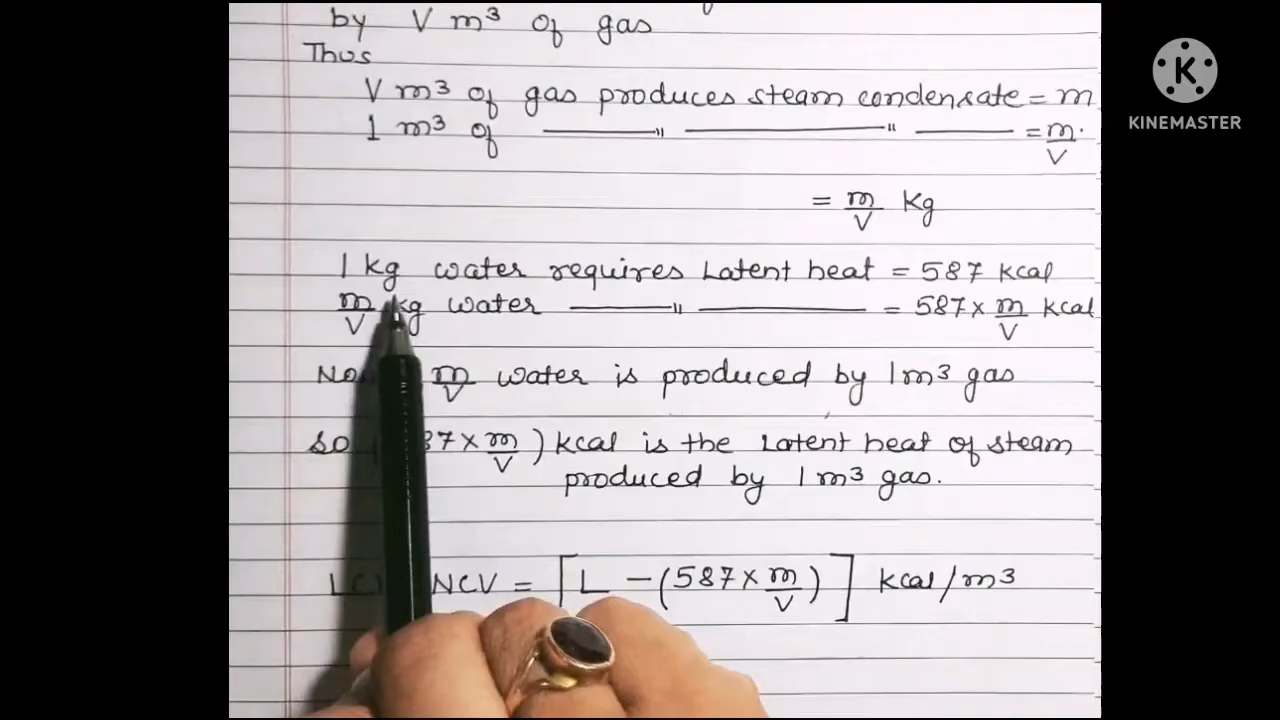 by V m³ of gas
Thus
V m³ of gas produces steam condensate = m
1 m³ of —〃— —〃— — = m/V
= m/V Kg
1 kg water requires Latent heat = 587 kcal
m/V kg water —〃— — = 587 × m/V kcal
m/V water is produced by 1 m³ gas
SO 87 × m/V ) kcal is the Latent heat of steam
produced by 1 m³ gas.
NCV = [ L - (587 × m/V) ] kcal/m³
K
KINEMASTER